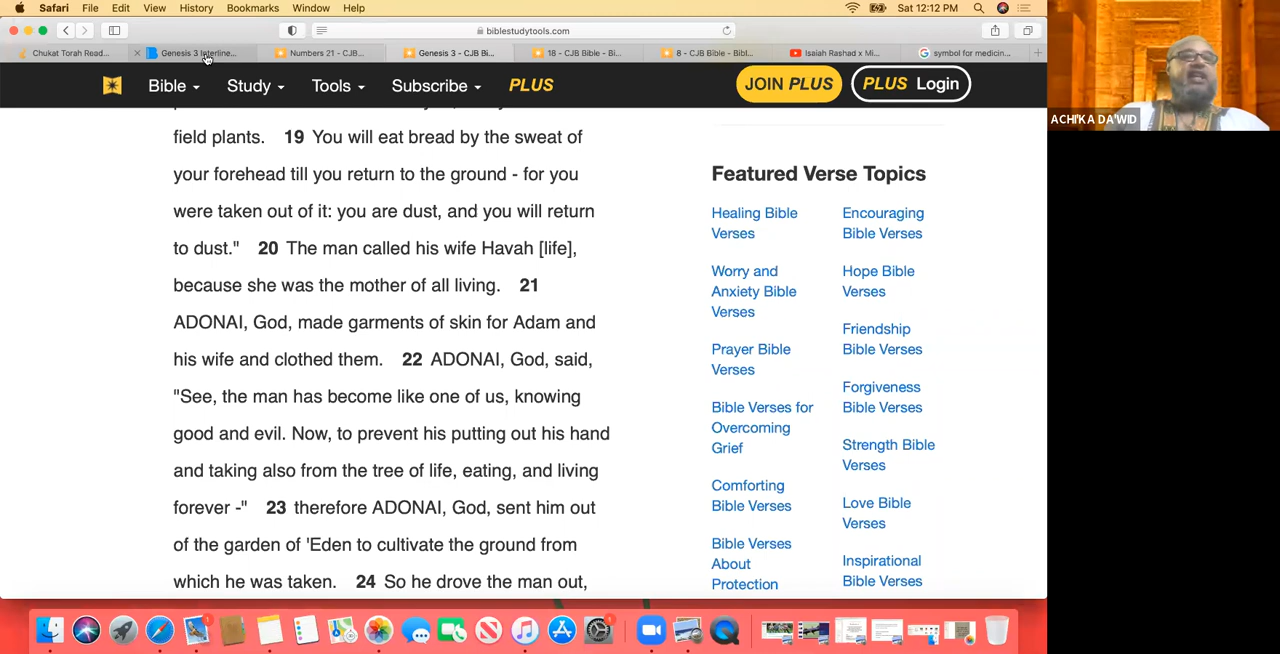 Safari File Edit View History Bookmarks Window Help Sat 12:12 PM
biblestudytools.com
Chukat Torah Read... Genesis 3 Interline... Numbers 21 - CJB... Genesis 3 - CJB Bi... 18 - CJB Bible - Bi... 8 - CJB Bible - Bibl... Isaiah Rashad x Mi... symbol for medicin...
Bible Study Tools Subscribe PLUS JOIN PLUS PLUS Login
ACHI'KA DA'WID
field plants. 19 You will eat bread by the sweat of
your forehead till you return to the ground - for you
were taken out of it: you are dust, and you will return
to dust." 20 The man called his wife Havah [life],
because she was the mother of all living. 21
ADONAI, God, made garments of skin for Adam and
his wife and clothed them. 22 ADONAI, God, said,
"See, the man has become like one of us, knowing
good and evil. Now, to prevent his putting out his hand
and taking also from the tree of life, eating, and living
forever -" 23 therefore ADONAI, God, sent him out
of the garden of 'Eden to cultivate the ground from
which he was taken. 24 So he drove the man out,
Featured Verse Topics
Healing Bible
Verses
Worry and
Anxiety Bible
Verses
Prayer Bible
Verses
Bible Verses for
Overcoming
Grief
Comforting
Bible Verses
Bible Verses
About
Protection
Encouraging
Bible Verses
Hope Bible
Verses
Friendship
Bible Verses
Forgiveness
Bible Verses
Strength Bible
Verses
Love Bible
Verses
Inspirational
Bible Verses